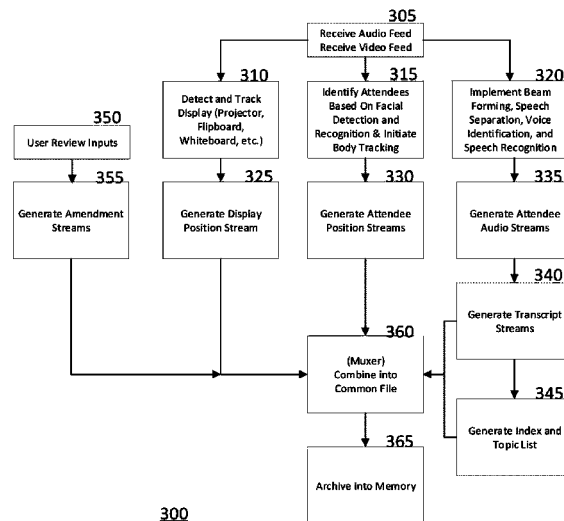 305
Receive Audio Feed
Receive Video Feed
310
Detect and Track
Display (Projector,
Flipboard,
Whiteboard, etc.)
315
Identify Attendees
Based On Facial
Detection and
Recognition & Initiate
Body Tracking
320
Implement Beam
Forming, Speech
Separation, Voice
Identification, and
Speech Recognition
350
User Review Inputs
355
Generate Amendment
Streams
325
Generate Display
Position Stream
330
Generate Attendee
Position Streams
335
Generate Attendee
Audio Streams
340
Generate Transcript
Streams
360
(Muxer)
Combine into
Common File
345
Generate Index and
Topic List
365
Archive into Memory
300